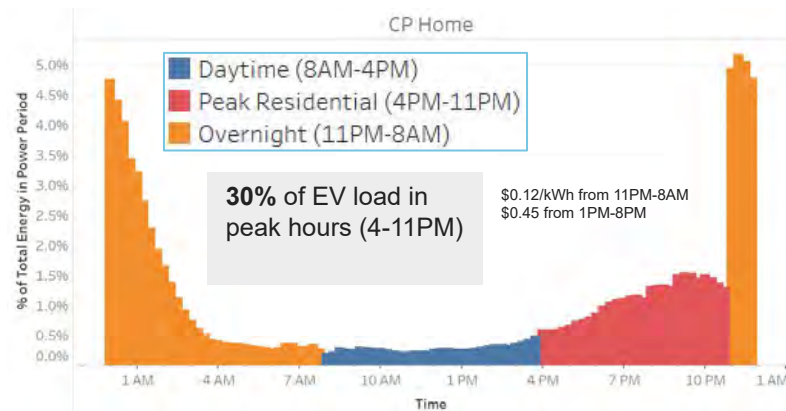 CP Home
Daytime (8AM-4PM)
Peak Residential (4PM-11PM)
Overnight (11PM-8AM)
30% of EV load in
peak hours (4-11PM)
$0.12/kWh from 11PM-8AM
$0.45 from 1PM-8PM
% of Total Energy in Power Period
5.0%
4.5%
4.0%
3.5%
3.0%
2.5%
2.0%
1.5%
1.0%
0.5%
0.0%
1 AM
4 AM
7 AM
10 AM
1 PM
4 PM
7 PM
10 PM
1 AM
Time